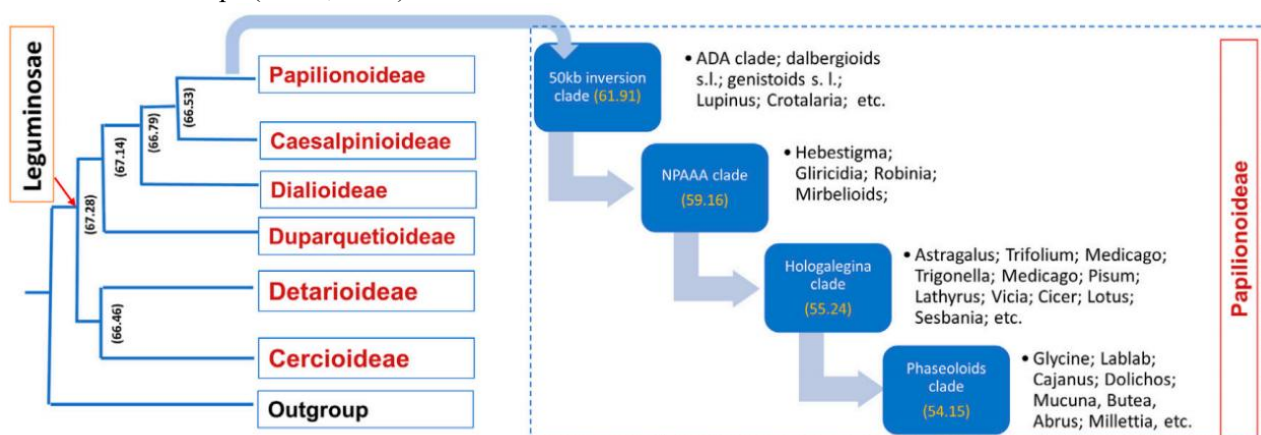 Leguminosae
(67.28)
(67.14)
(66.79)
(66.53)
(66.46)
Papilionoideae
Caesalpinioideae
Dialioideae
Duparquetioideae
Detarioideae
Cercioideae
Outgroup
50kb inversion
clade (61.91)
• ADA clade; dalbergioids
s.l.; genistoids s. l.;
Lupinus; Crotalaria; etc.
NPAAA clade
(59.16)
• Hebestigma;
Gliricidia; Robinia;
Mirbelioids;
Hologalegina
clade
(55.24)
• Astragalus; Trifolium; Medicago;
Trigonella; Medicago; Pisum;
Lathyrus; Vicia; Cicer; Lotus;
Sesbania; etc.
Phaseoloids
clade
(54.15)
• Glycine; Lablab;
Cajanus; Dolichos;
Mucuna, Butea,
Abrus; Millettia, etc.
Papilionoideae